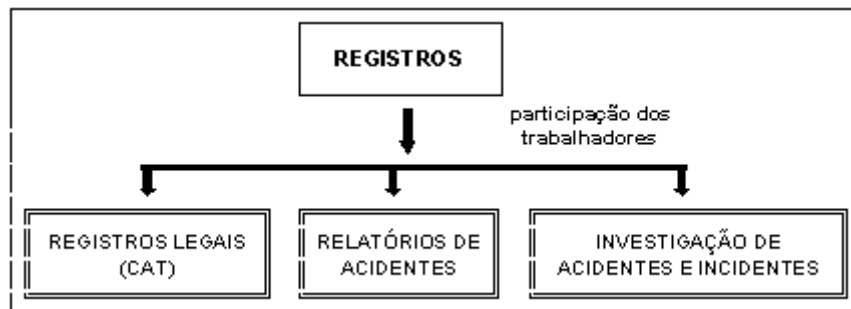 REGISTROS
participação dos
trabalhadores
REGISTROS LEGAIS
(CAT)
RELATÓRIOS DE
ACIDENTES
INVESTIGAÇÃO DE
ACIDENTES E INCIDENTES